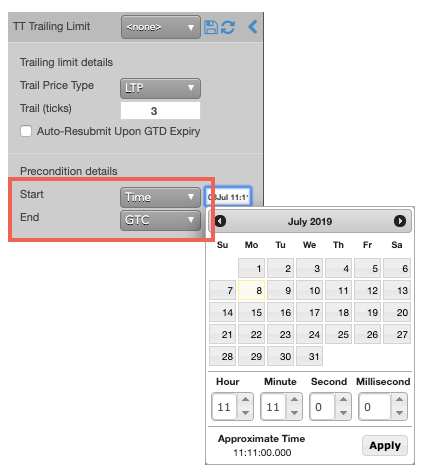 TT Trailing Limit <none>
Trailing limit details
Trail Price Type LTP
Trail (ticks) 3
Auto-Resubmit Upon GTD Expiry
Precondition details
Start Time Jul 11:11
End GTC
July 2019
Su Mo Tu We Th Fr Sa
1 2 3 4 5 6
7 8 9 10 11 12 13
14 15 16 17 18 19 20
21 22 23 24 25 26 27
28 29 30 31
Hour Minute Second Millisecond
11 11 0 0
Approximate Time
11:11:00.000
Apply